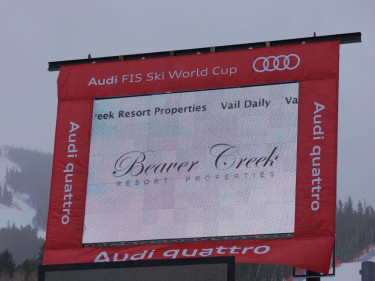 Audi FIS Ski World Cup
reek Resort Properties Vail Daily Va
Beaver Creek
RESORT PROPERTIES
Audi quattro
Audi quattro
Audi quattro